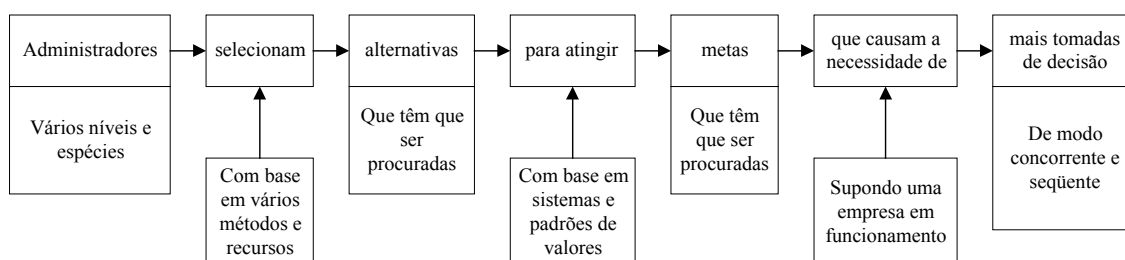 Administradores
selecionam
alternativas
para atingir
metas
que causam a
necessidade de
mais tomadas
de decisão
Vários níveis e
espécies
Que têm que
ser
procuradas
Que têm
que ser
procuradas
De modo
concorrente e
seqüente
Com base
em vários
métodos e
recursos
Com base em
sistemas e
padrões de
valores
Supondo uma
empresa em
funcionamento